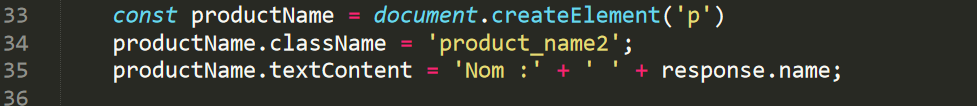 33 const productName = document.createElement('p')
34 productName.className = 'product_name2';
35 productName.textContent = 'Nom :' + ' ' + response.name;
36